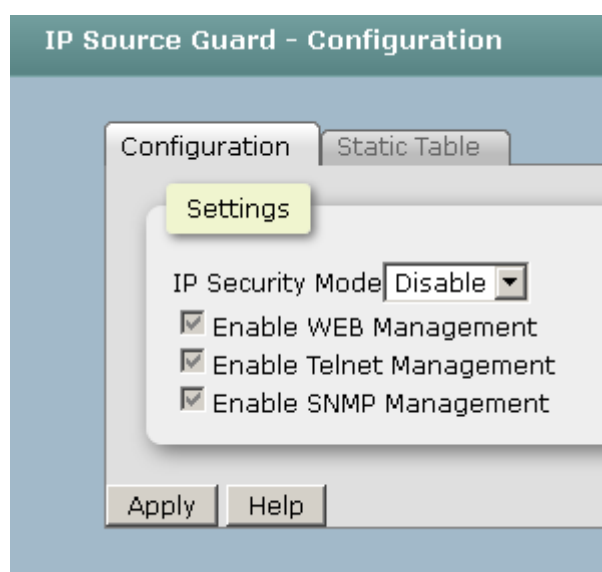 IP Source Guard - Configuration
Configuration Static Table
Settings
IP Security Mode Disable
Enable WEB Management
Enable Telnet Management
Enable SNMP Management
Apply Help